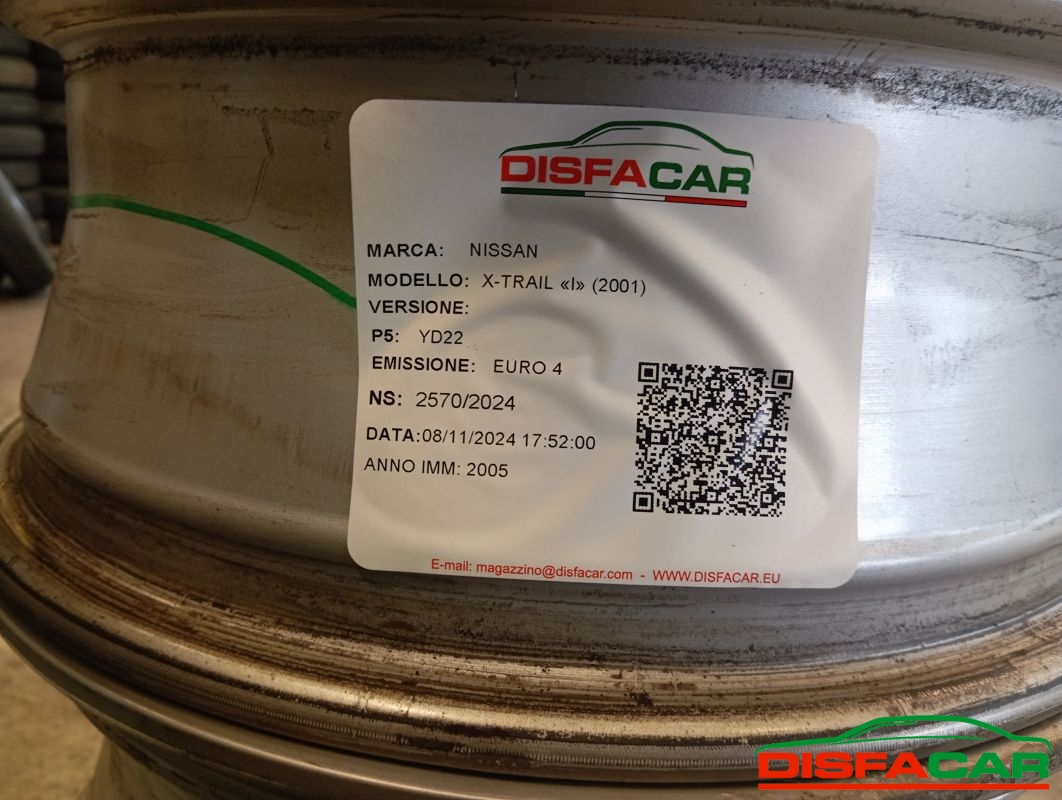 DISFACAR
MARCA: NISSAN
MODELLO: X-TRAIL «I» (2001)
VERSIONE:
P5: YD22
EMISSIONE: EURO 4
NS: 2570/2024
DATA:08/11/2024 17:52:00
ANNO IMM: 2005
E-mail: magazzino@disfacar.com - WWW.DISFACAR.EU
DISFACAR